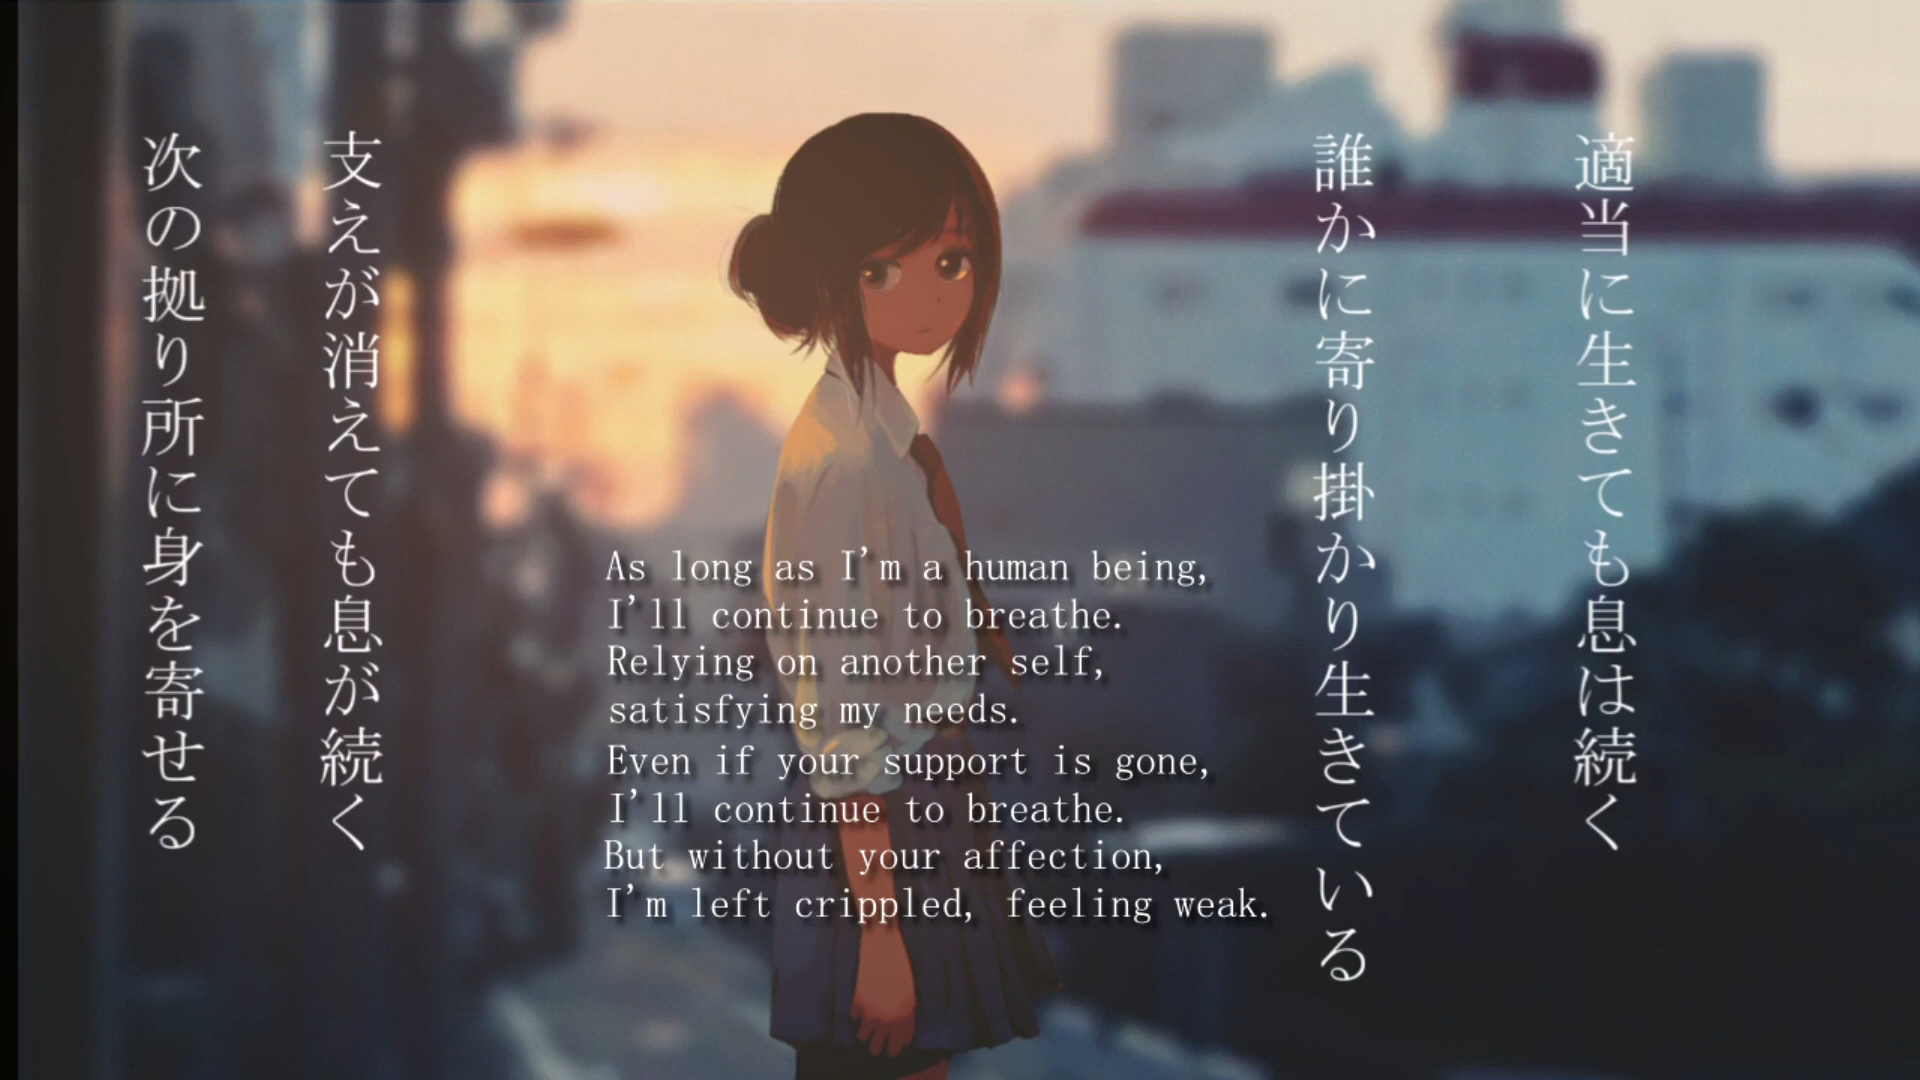 適当に生きても息は続く
誰かに寄り掛かり生きている
支えが消えても息が続く
次の拠り所に身を寄せる
As long as I'm a human being,
I'll continue to breathe.
Relying on another self,
satisfying my needs.
Even if your support is gone,
I'll continue to breathe.
But without your affection,
I'm left crippled, feeling weak.